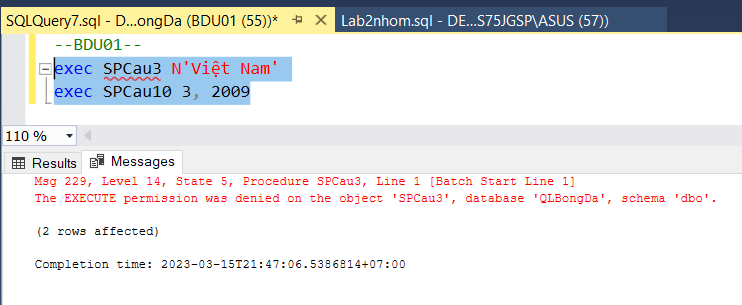 SQLQuery7.sql - D...ongDa (BDU01 (55))* Lab2nhom.sql - DE...S75JGSP\ASUS (57))
--BDU01--
exec SPCau3 N'Việt Nam'
exec SPCau10 3, 2009
110 %
Results Messages
Msg 229, Level 14, State 5, Procedure SPCau3, Line 1 [Batch Start Line 1]
The EXECUTE permission was denied on the object 'SPCau3', database 'QLBongDa', schema 'dbo'.
(2 rows affected)
Completion time: 2023-03-15T21:47:06.5386814+07:00